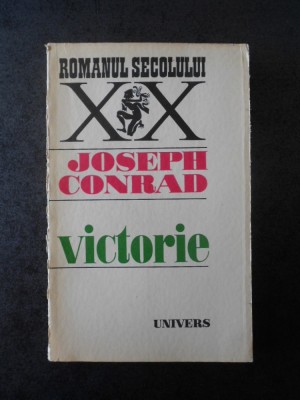 ROMANUL SECOLULUI
XX
JOSEPH
CONRAD
victorie
UNIVERS